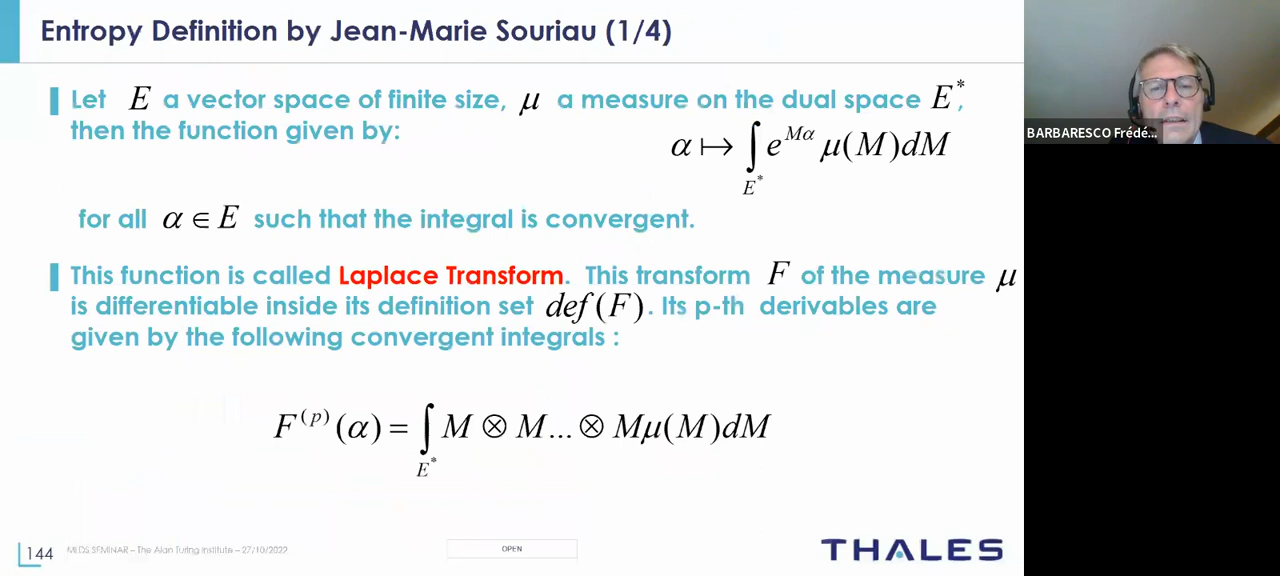 Entropy Definition by Jean-Marie Souriau (1/4)
Let E a vector space of finite size, μ a measure on the dual space E*,
then the function given by:
α ↦ ∫_{E*} e^{Mα} μ(M)dM
for all α ∈ E such that the integral is convergent.
This function is called Laplace Transform. This transform F of the measure μ
is differentiable inside its definition set def(F). Its p-th derivables are
given by the following convergent integrals :
F^{(p)}(α) = ∫_{E*} M ⊗ M... ⊗ Mμ(M)dM
144
MLDS SEMINAR – The Alan Turing Institute – 27/10/2022
OPEN
THALES
BARBARESCO Frédé...